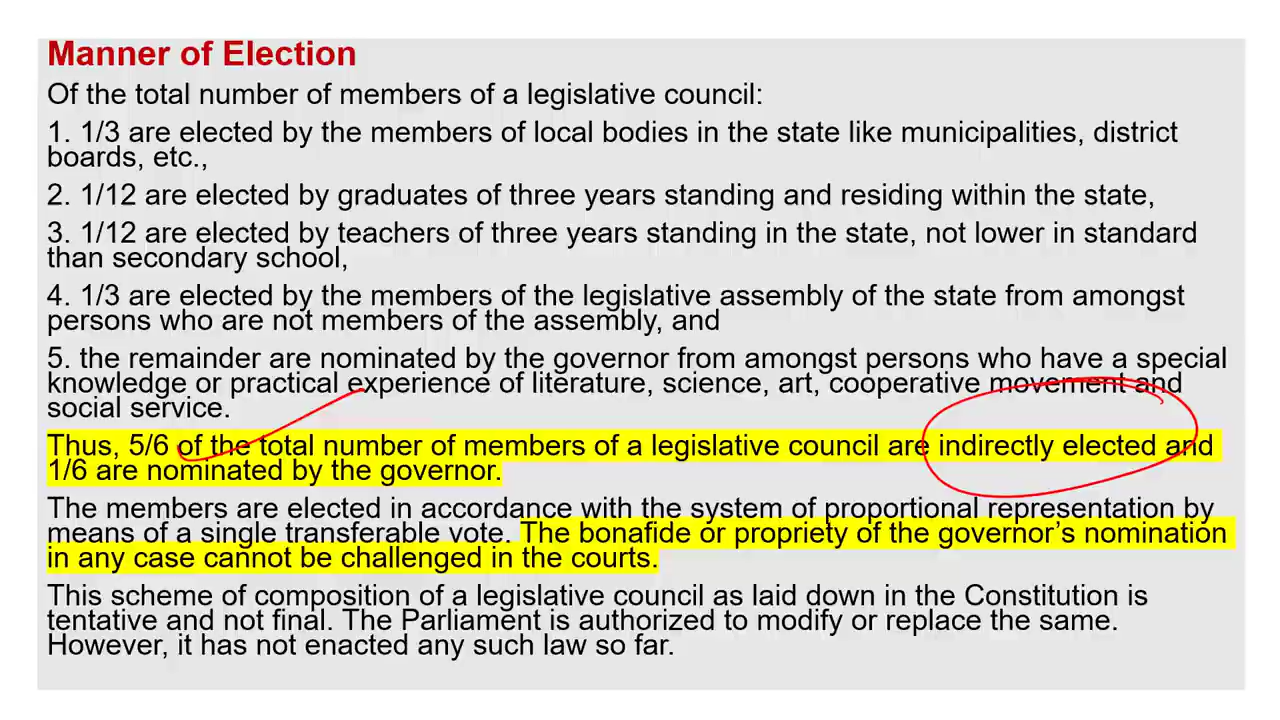 Manner of Election
Of the total number of members of a legislative council:
1. 1/3 are elected by the members of local bodies in the state like municipalities, district
boards, etc.,
2. 1/12 are elected by graduates of three years standing and residing within the state,
3. 1/12 are elected by teachers of three years standing in the state, not lower in standard
than secondary school,
4. 1/3 are elected by the members of the legislative assembly of the state from amongst
persons who are not members of the assembly, and
5. the remainder are nominated by the governor from amongst persons who have a special
knowledge or practical experience of literature, science, art, cooperative movement and
social service.
Thus, 5/6 of the total number of members of a legislative council are indirectly elected and
1/6 are nominated by the governor.
The members are elected in accordance with the system of proportional representation by
means of a single transferable vote. The bonafide or propriety of the governor’s nomination
in any case cannot be challenged in the courts.
This scheme of composition of a legislative council as laid down in the Constitution is
tentative and not final. The Parliament is authorized to modify or replace the same.
However, it has not enacted any such law so far.